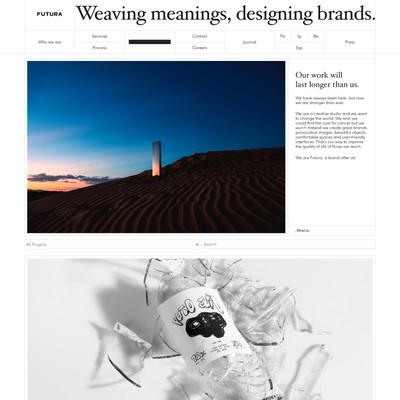 FUTURA
Weaving meanings, designing brands.
Who we are
Services
Process
Contact
Careers
Journal
Fb
Ig
Be
Esp.
Press
Our work will
last longer than us.
We have always been here, but now
we are stronger than ever.
We are a creative studio and we want
to change the world. We wish we
could find the cure for cancer but we
won't. Instead we create great brands,
provocative images, beautiful objects,
comfortable spaces and user-friendly
interfaces. That's our way to improve
the quality of life of those we reach.
We are Futura, a brand after all.
All Projects
Search